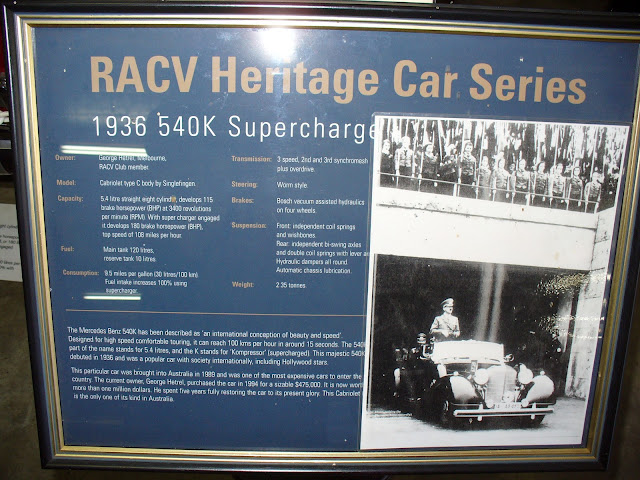 RACV Heritage Car Series
1936 540K Supercharge
Owner: George Hetrel, Melbourne,
RACV Club member.
Model: Cabriolet type C body by Singlefingen.
Capacity: 5.4 litre straight eight cylinder, develops 115
brake horsepower (BHP) at 3400 revolutions
per minute (RPM). With super charger engaged
it develops 180 brake horsepower (BHP),
top speed of 108 miles per hour.
Fuel: Main tank 120 litres,
reserve tank 10 litres.
Consumption: 9.5 miles per gallon (30 litres/100 km).
Fuel intake increases 100% using
supercharger.
Transmission: 3 speed, 2nd and 3rd synchromesh
plus overdrive.
Steering: Worm style.
Brakes: Bosch vacuum assisted hydraulics
on four wheels.
Suspension: Front: independent coil springs
and wishbones.
Rear: independent bi-swing axles
and double coil springs with lever a
Hydraulic dampers all round.
Automatic chassis lubrication.
Weight: 2.35 tonnes.
The Mercedes Benz 540K has been described as 'an international conception of beauty and speed'.
Designed for high speed comfortable touring, it can reach 100 kms per hour in around 15 seconds. The 540
part of the name stands for 5.4 litres, and the K stands for 'Kompressor' (supercharged). This majestic 540K
debuted in 1936 and was a popular car with society internationally, including Hollywood stars.
This particular car was brought into Australia in 1989 and was one of the most expensive cars to enter the
country. The current owner, George Hetrel, purchased the car in 1994 for a sizable $475,000. It is now wort
more than one million dollars. He spent five years fully restoring the car to its present glory. This Cabriolet
is the only one of its kind in Australia.